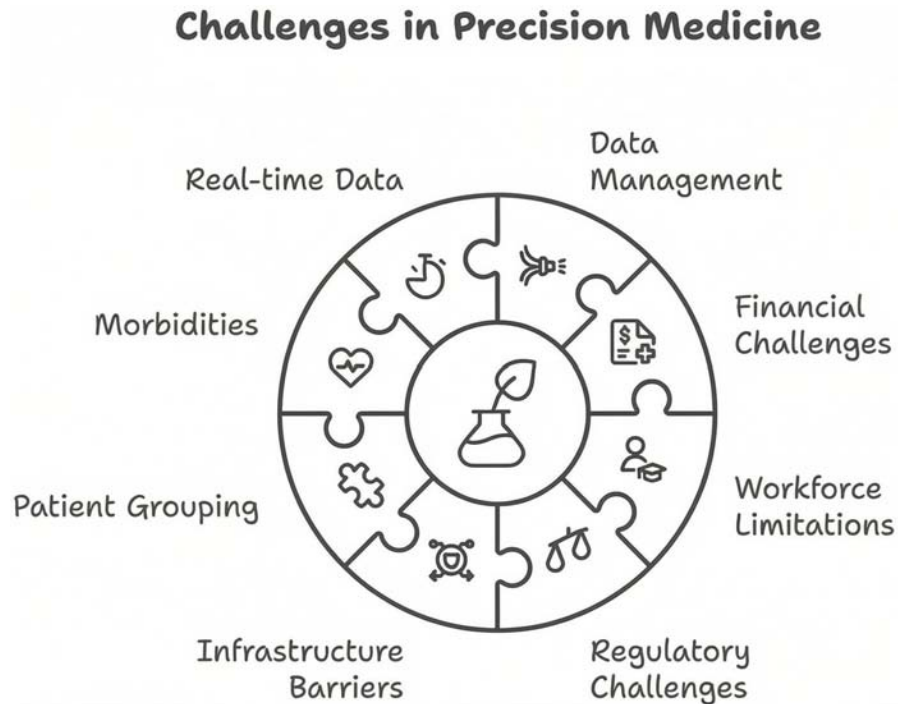 Challenges in Precision Medicine
Data
Management
Real-time Data
Financial
Challenges
Morbidities
$
Workforce
Limitations
Patient Grouping
Infrastructure
Barriers
Regulatory
Challenges